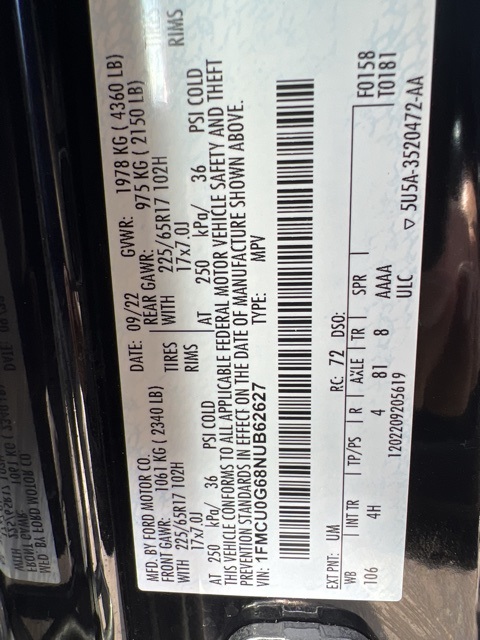 MFD. BY FORD MOTOR CO.
DATE: 09/22 GVWR: 1978 KG ( 4360 LB)
FRONT GAWR: 1061 KG ( 2340 LB)
REAR GAWR: 975 KG ( 2150 LB)
WITH 225/65R17 102H TIRES
WITH 225/65R17 102H TIRES
17x7.0J RIMS
17x7.0J RIMS
AT 250 kPa/ 36 PSI COLD
AT 250 kPa/ 36 PSI COLD
THIS VEHICLE CONFORMS TO ALL APPLICABLE FEDERAL MOTOR VEHICLE SAFETY AND THEFT
PREVENTION STANDARDS IN EFFECT ON THE DATE OF MANUFACTURE SHOWN ABOVE.
VIN: 1FMCU0G68NUB62627 TYPE: MPV
F0158
T0181
EXT PNT: UM RC: 72 DSO:
WB INT TR TP/PS R AXLE TR SPR
106 4H 4 81 8 AAAA
ULC
1202209205619
▽ 5U5A-3520472-AA